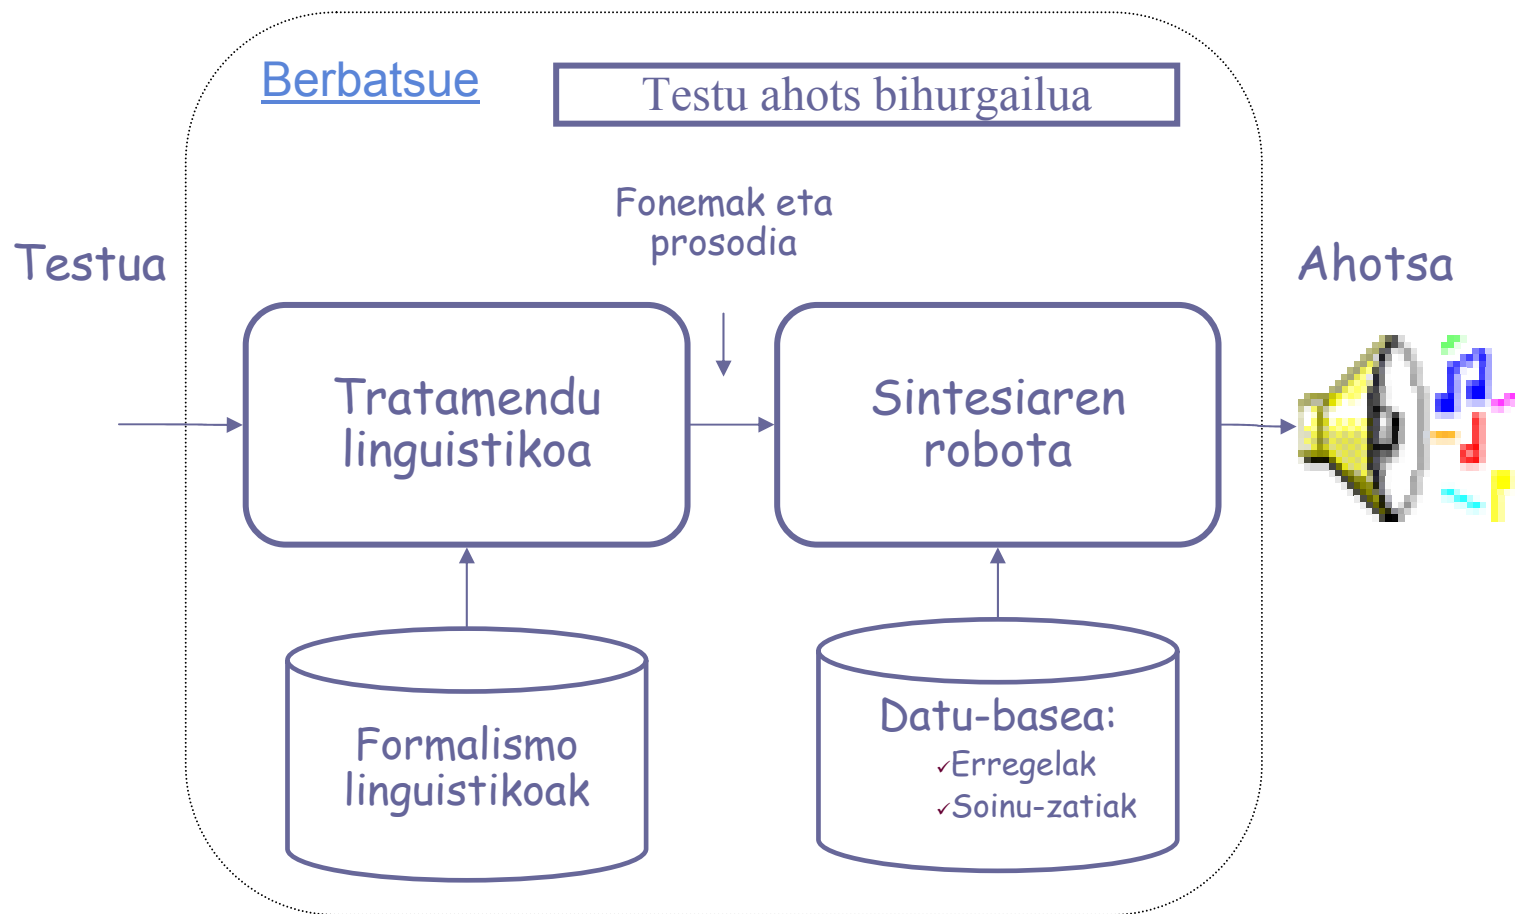 Berbatsue
Testu ahots bihurgailua
Fonemak eta
prosodia
Testua
Ahotsa
Tratamendu
linguistikoa
Sintesiaren
robota
Formalismo
linguistikoak
Datu-basea:
✓Erregelak
✓Soinu-zatiak